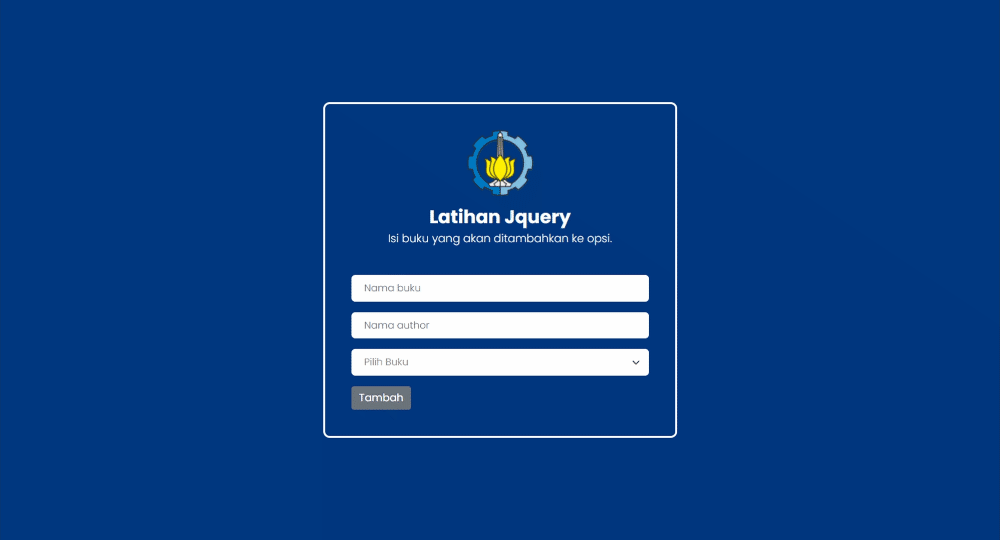 Latihan Jquery
Isi buku yang akan ditambahkan ke opsi.
Nama buku
Nama author
Pilih Buku
Tambah